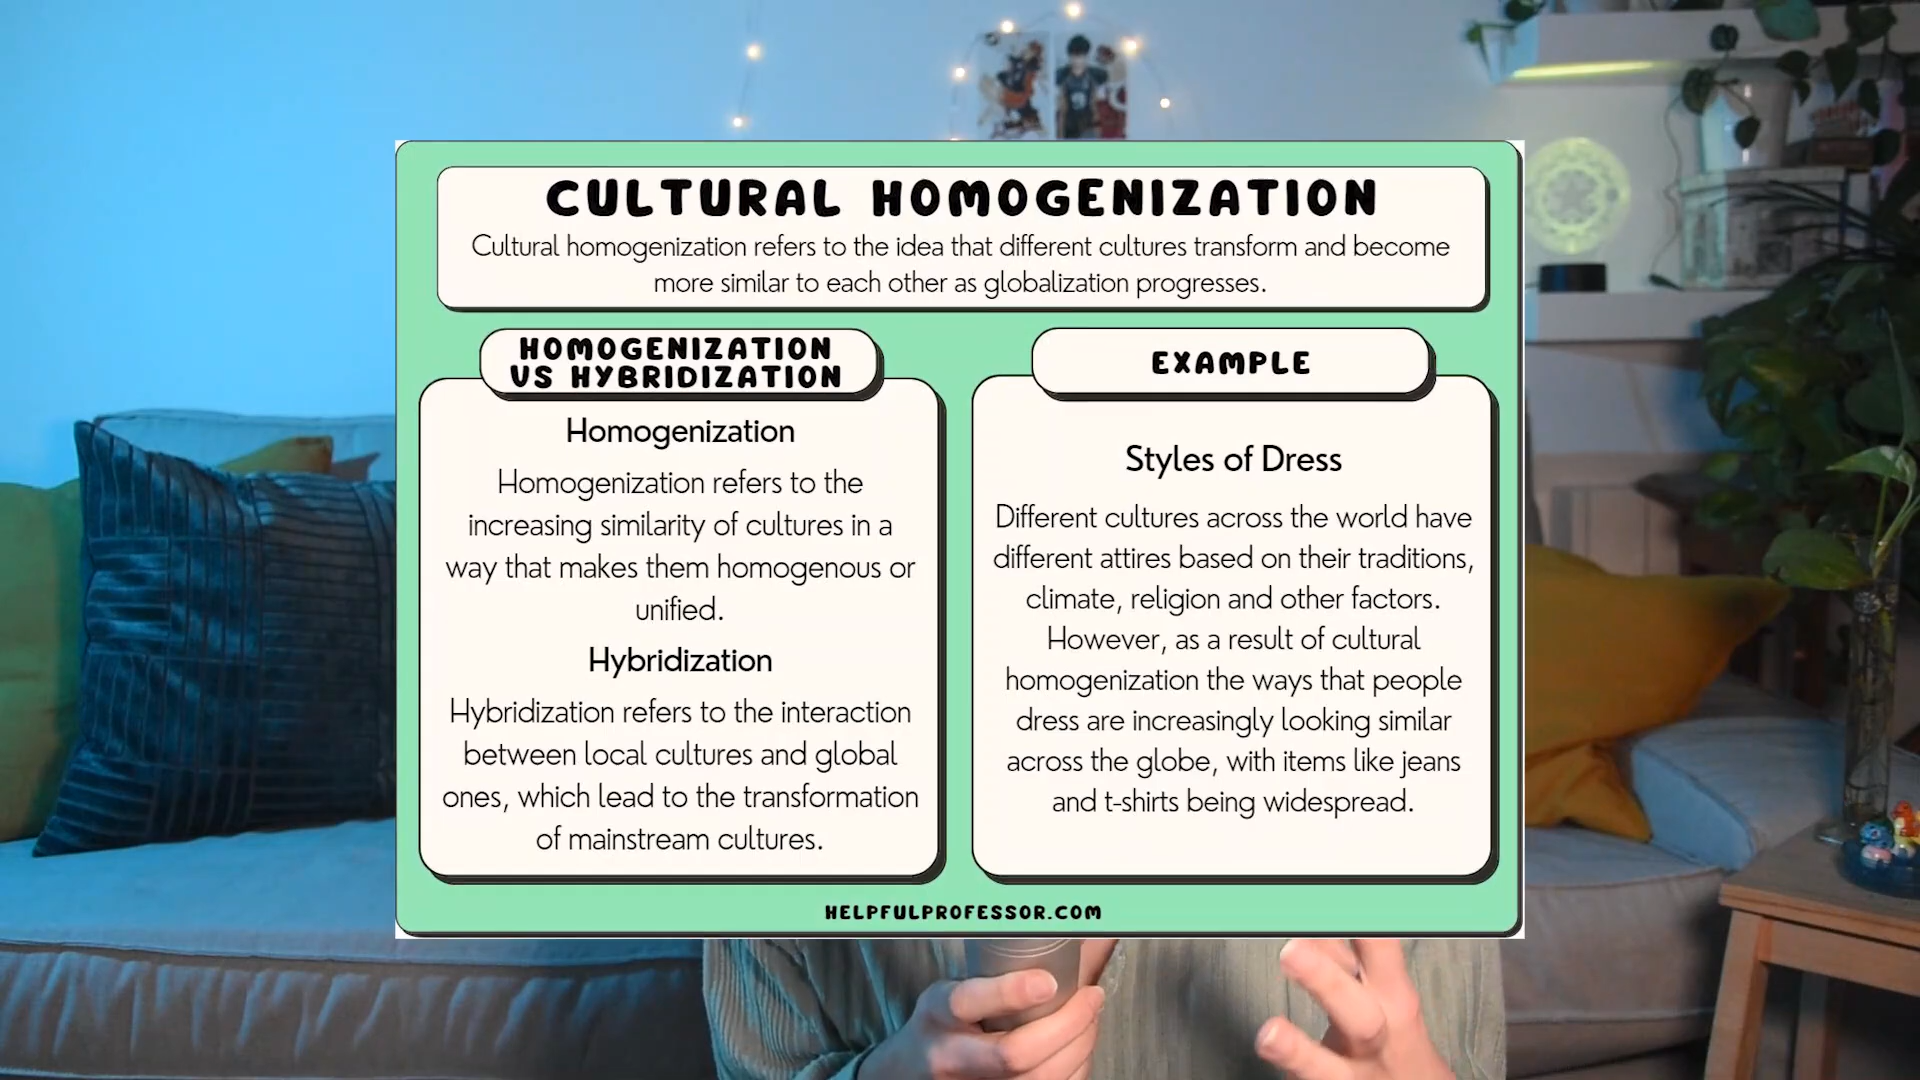 CULTURAL HOMOGENIZATION
Cultural homogenization refers to the idea that different cultures transform and become
more similar to each other as globalization progresses.
HOMOGENIZATION
VS HYBRIDIZATION
Homogenization
Homogenization refers to the
increasing similarity of cultures in a
way that makes them homogenous or
unified.
Hybridization
Hybridization refers to the interaction
between local cultures and global
ones, which lead to the transformation
of mainstream cultures.
EXAMPLE
Styles of Dress
Different cultures across the world have
different attires based on their traditions,
climate, religion and other factors.
However, as a result of cultural
homogenization the ways that people
dress are increasingly looking similar
across the globe, with items like jeans
and t-shirts being widespread.
HELPFULPROFESSOR.COM